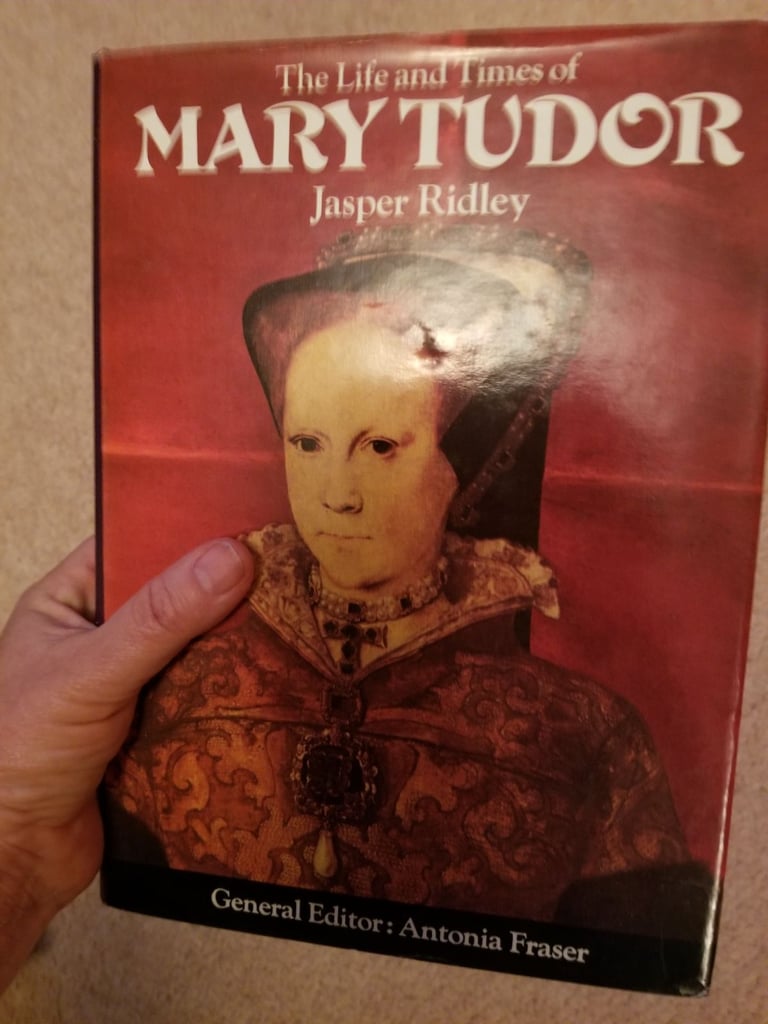 The Life and Times of
MARY TUDOR
Jasper Ridley
General Editor: Antonia Fraser